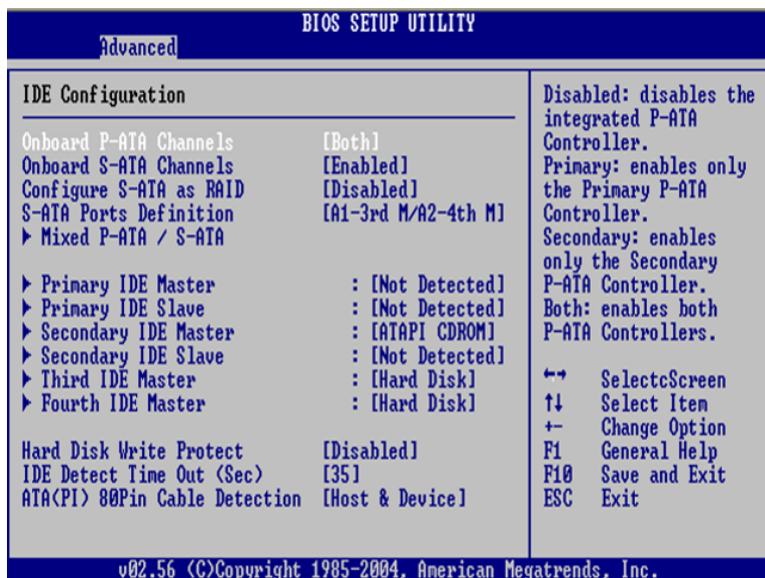 BIOS SETUP UTILITY
Advanced
IDE Configuration
Onboard P-ATA Channels [Both]
Onboard S-ATA Channels [Enabled]
Configure S-ATA as RAID [Disabled]
S-ATA Ports Definition [A1-3rd M/A2-4th M]
Mixed P-ATA / S-ATA
Primary IDE Master : [Not Detected]
Primary IDE Slave : [Not Detected]
Secondary IDE Master : [ATAPI CDROM]
Secondary IDE Slave : [Not Detected]
Third IDE Master : [Hard Disk]
Fourth IDE Master : [Hard Disk]
Hard Disk Write Protect [Disabled]
IDE Detect Time Out (Sec) [35]
ATA(PI) 80Pin Cable Detection [Host & Device]
Disabled: disables the
integrated P-ATA
Controller.
Primary: enables only
the Primary P-ATA
Controller.
Secondary: enables
only the Secondary
P-ATA Controller.
Both: enables both
P-ATA Controllers.
←→ SelectcScreen
↑↓ Select Item
+- Change Option
F1 General Help
F10 Save and Exit
ESC Exit
v02.56 (C)Copyright 1985-2004, American Megatrends, Inc.